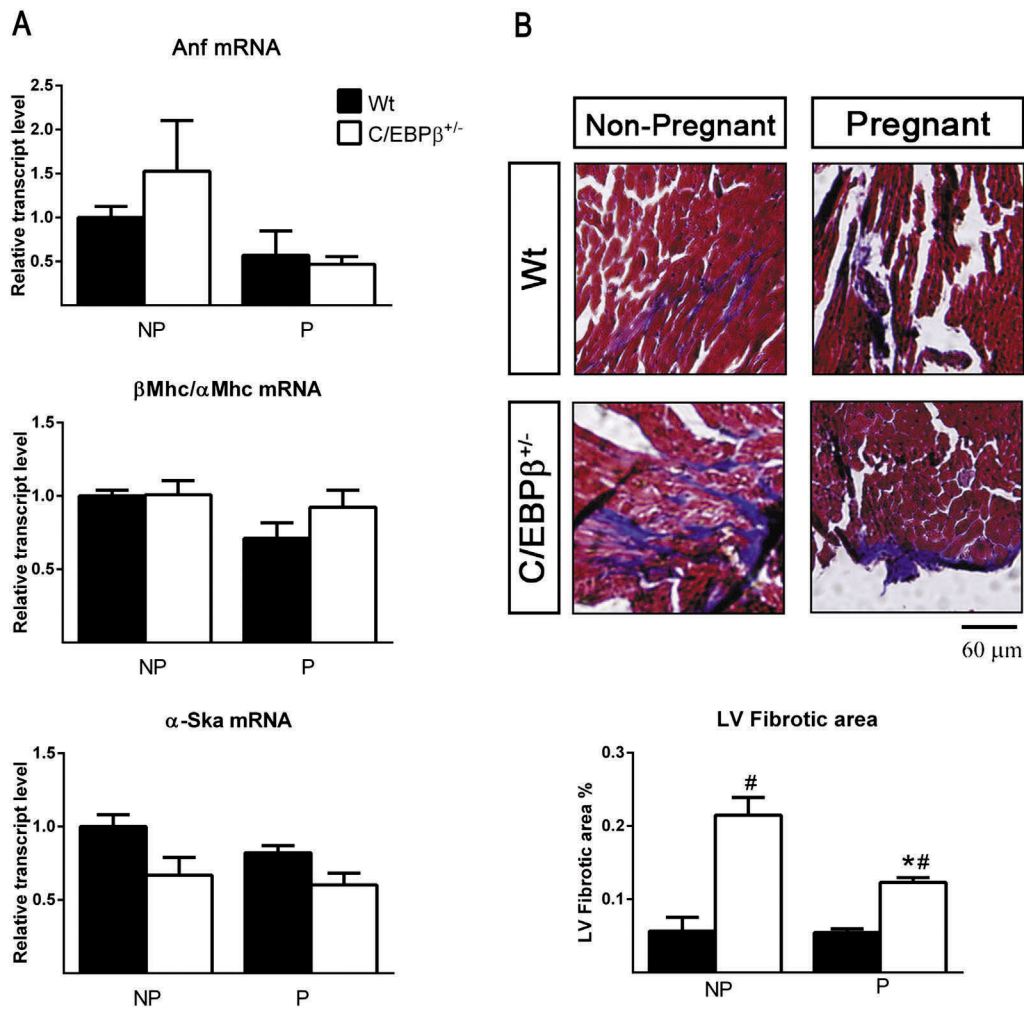 A
Anf mRNA
Relative transcript level
2.5
2.0
1.5
1.0
0.5
Wt
C/EBPβ+/-
NP P
βMhc/αMhc mRNA
Relative transcript level
1.5
1.0
0.5
NP P
α-Ska mRNA
Relative transcript level
1.5
1.0
0.5
NP P
B
Non-Pregnant Pregnant
Wt
C/EBPβ+/-
60 μm
LV Fibrotic area
LV Fibrotic area %
0.3
0.2
0.1
#
*#
NP P